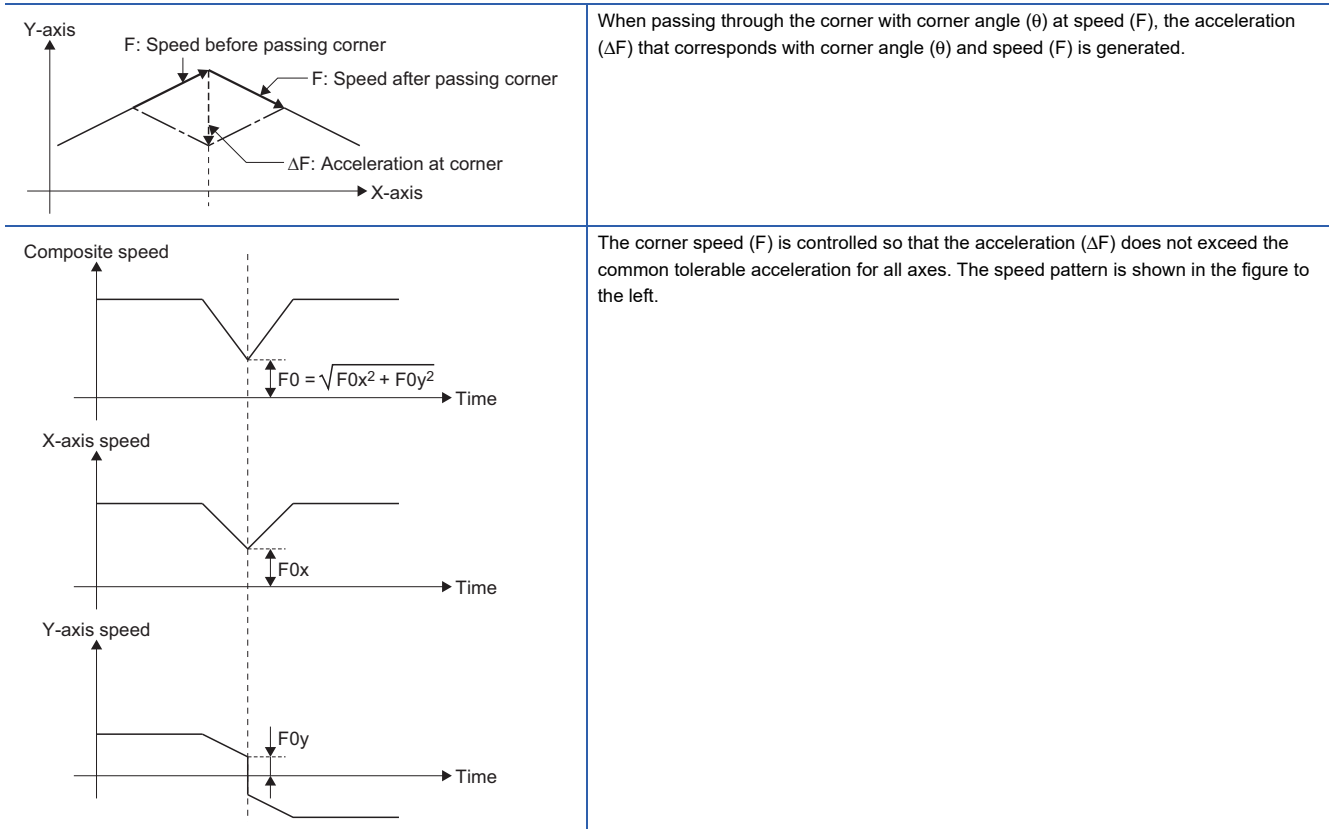 Y-axis
F: Speed before passing corner
F: Speed after passing corner
ΔF: Acceleration at corner
X-axis
When passing through the corner with corner angle (θ) at speed (F), the acceleration
(ΔF) that corresponds with corner angle (θ) and speed (F) is generated.
Composite speed
F0 = √F0x² + F0y²
Time
X-axis speed
F0x
Time
Y-axis speed
F0y
Time
The corner speed (F) is controlled so that the acceleration (ΔF) does not exceed the
common tolerable acceleration for all axes. The speed pattern is shown in the figure to
the left.